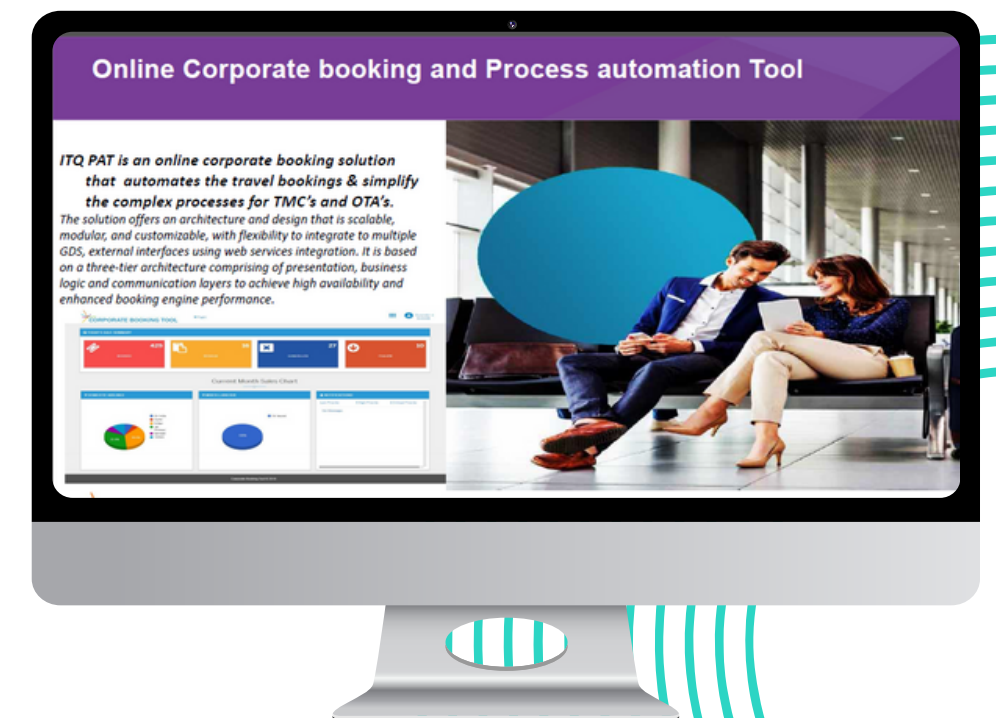 Online Corporate booking and Process automation Tool
ITQ PAT is an online corporate booking solution
that automates the travel bookings & simplify
the complex processes for TMC's and OTA's.
The solution offers an architecture and design that is scalable,
modular, and customizable, with flexibility to integrate to multiple
GDS, external interfaces using web services integration. It is based
on a three-tier architecture comprising of presentation, business
logic and communication layers to achieve high availability and
enhanced booking engine performance.
CORPORATE BOOKING TOOL
27
Current Month Sales Chart